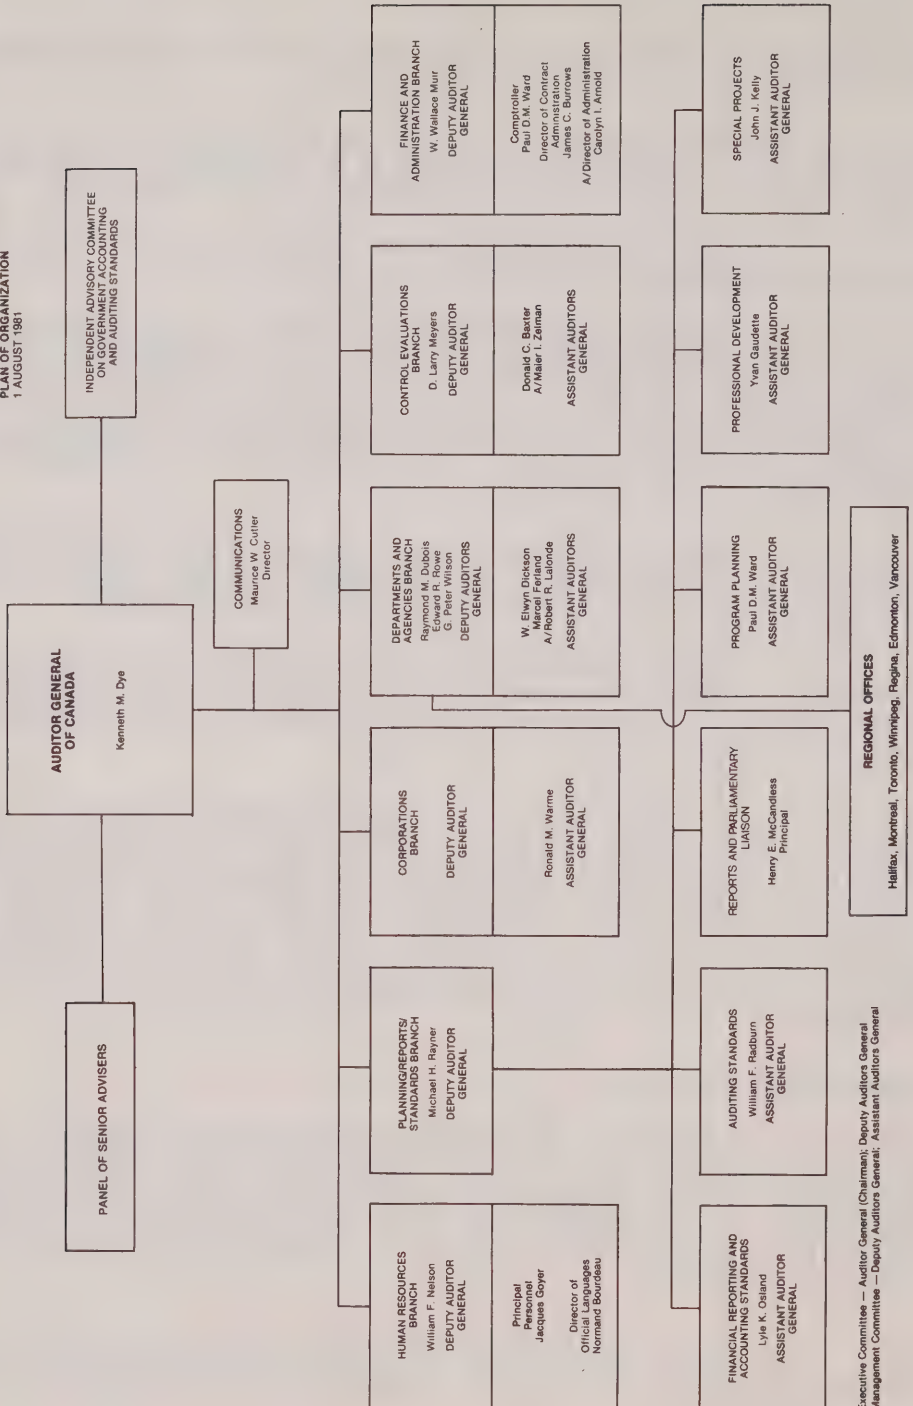 PLAN OF ORGANIZATION
1 AUGUST 1981
AUDITOR GENERAL
OF CANADA
Kenneth M. Dye
PANEL OF SENIOR ADVISERS
INDEPENDENT ADVISORY COMMITTEE
ON GOVERNMENT ACCOUNTING
AND AUDITING STANDARDS
COMMUNICATIONS
Maurice W. Cutler
Director
HUMAN RESOURCES
BRANCH
William F. Nelson
DEPUTY AUDITOR
GENERAL
Principal
Personnel
Jacques Goyer
Director of
Official Languages
Normand Bourdeau
PLANNING/REPORTS/
STANDARDS BRANCH
Michael H. Rayner
DEPUTY AUDITOR
GENERAL
CORPORATIONS
BRANCH
DEPUTY AUDITOR
GENERAL
Ronald M. Warme
ASSISTANT AUDITOR
GENERAL
DEPARTMENTS AND
AGENCIES BRANCH
Raymond M. Dubois
Edward R. Rowe
G. Peter Wilson
DEPUTY AUDITORS
GENERAL
W. Elwyn Dickson
Marcel Ferland
A/Robert R. Lalonde
ASSISTANT AUDITORS
GENERAL
CONTROL EVALUATIONS
BRANCH
D. Larry Meyers
DEPUTY AUDITOR
GENERAL
Donald C. Baxter
A/Maier I. Zelman
ASSISTANT AUDITORS
GENERAL
FINANCE AND
ADMINISTRATION BRANCH
W. Wallace Muir
DEPUTY AUDITOR
GENERAL
Comptroller
Paul D.M. Ward
Director of Contract
Administration
James C. Burrows
A/Director of Administration
Carolyn I. Arnold
FINANCIAL REPORTING AND
ACCOUNTING STANDARDS
Lyle K. Osland
ASSISTANT AUDITOR
GENERAL
AUDITING STANDARDS
William F. Radburn
ASSISTANT AUDITOR
GENERAL
REPORTS AND PARLIAMENTARY
LIAISON
Henry E. McCandless
Principal
PROGRAM PLANNING
Paul D.M. Ward
ASSISTANT AUDITOR
GENERAL
PROFESSIONAL DEVELOPMENT
Yvan Gaudette
ASSISTANT AUDITOR
GENERAL
SPECIAL PROJECTS
John J. Kelly
ASSISTANT AUDITOR
GENERAL
REGIONAL OFFICES
Halifax, Montreal, Toronto, Winnipeg, Regina, Edmonton, Vancouver
Executive Committee — Auditor General (Chairman); Deputy Auditors General
Management Committee — Deputy Auditors General; Assistant Auditors General